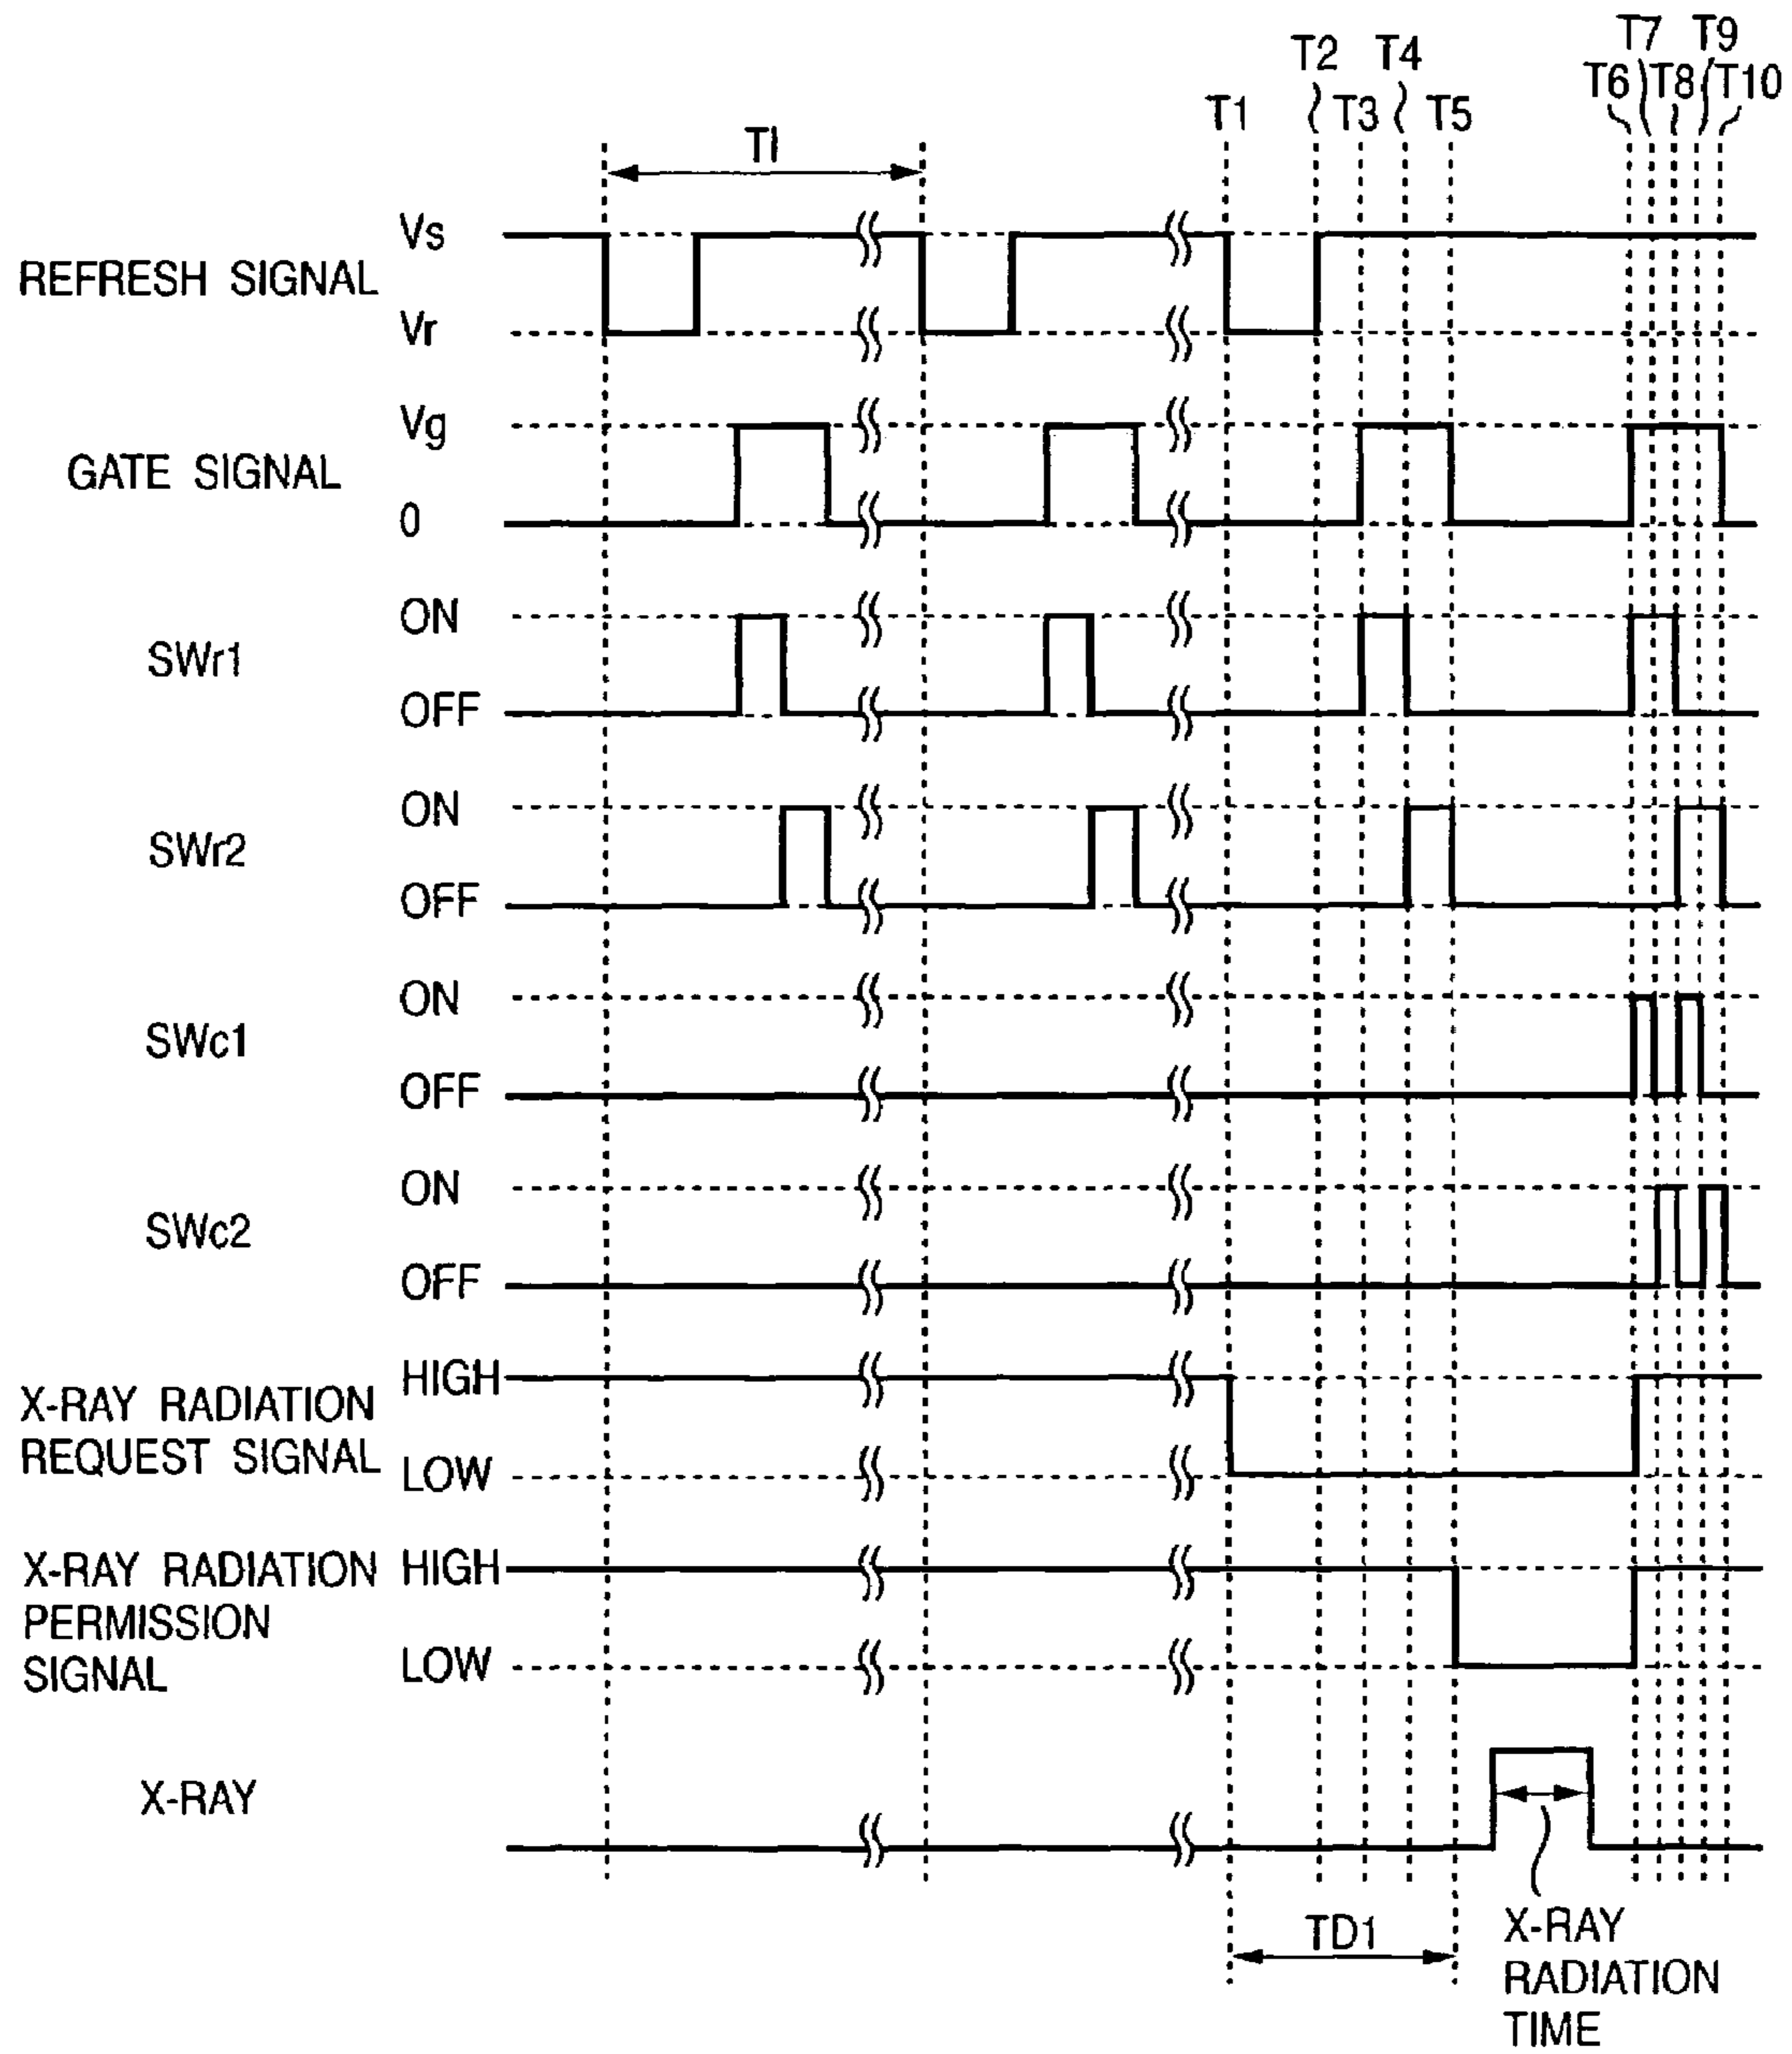 T7 T9
T6 T8 T10
T2 T4
T1 T3 T5
TI
REFRESH SIGNAL
Vs
Vr
GATE SIGNAL
Vg
0
SWr1
ON
OFF
SWr2
ON
OFF
SWc1
ON
OFF
SWc2
ON
OFF
X-RAY RADIATION
REQUEST SIGNAL
HIGH
LOW
X-RAY RADIATION
PERMISSION
SIGNAL
HIGH
LOW
X-RAY
TD1
X-RAY
RADIATION
TIME